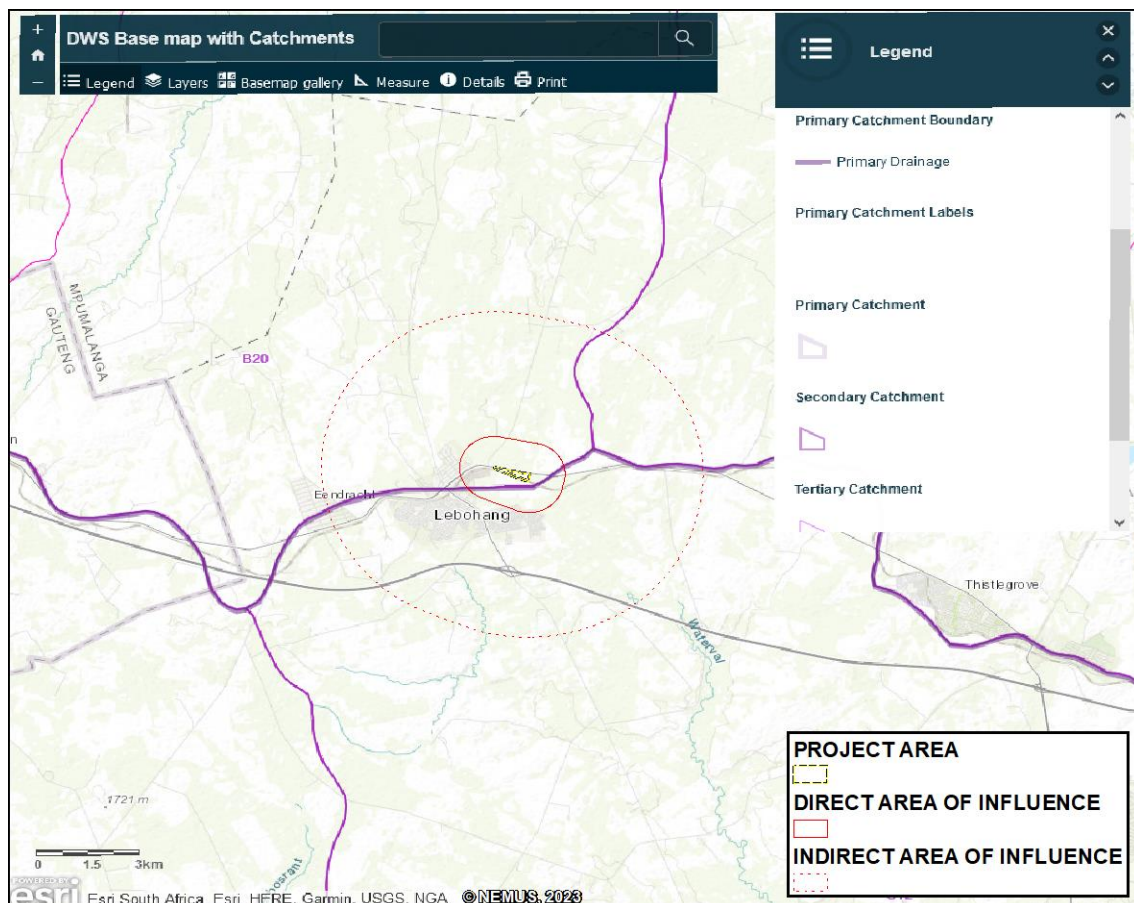 DWS Base map with Catchments
Legend
Layers
Basemap gallery
Measure
Details
Print
Legend
Primary Catchment Boundary
Primary Drainage
Primary Catchment Labels
Primary Catchment
Secondary Catchment
Tertiary Catchment
MPUMALANGA
GAUTENG
B20
n
Eendracht
Lebohang
Thistlegrove
Waterval
1721 m
0 1.5 3km
PROJECT AREA
DIRECT AREA OF INFLUENCE
INDIRECT AREA OF INFLUENCE
POWERED BY
esri
Esri South Africa, Esri, HERE, Garmin, USGS, NGA ©NEMUS, 2023